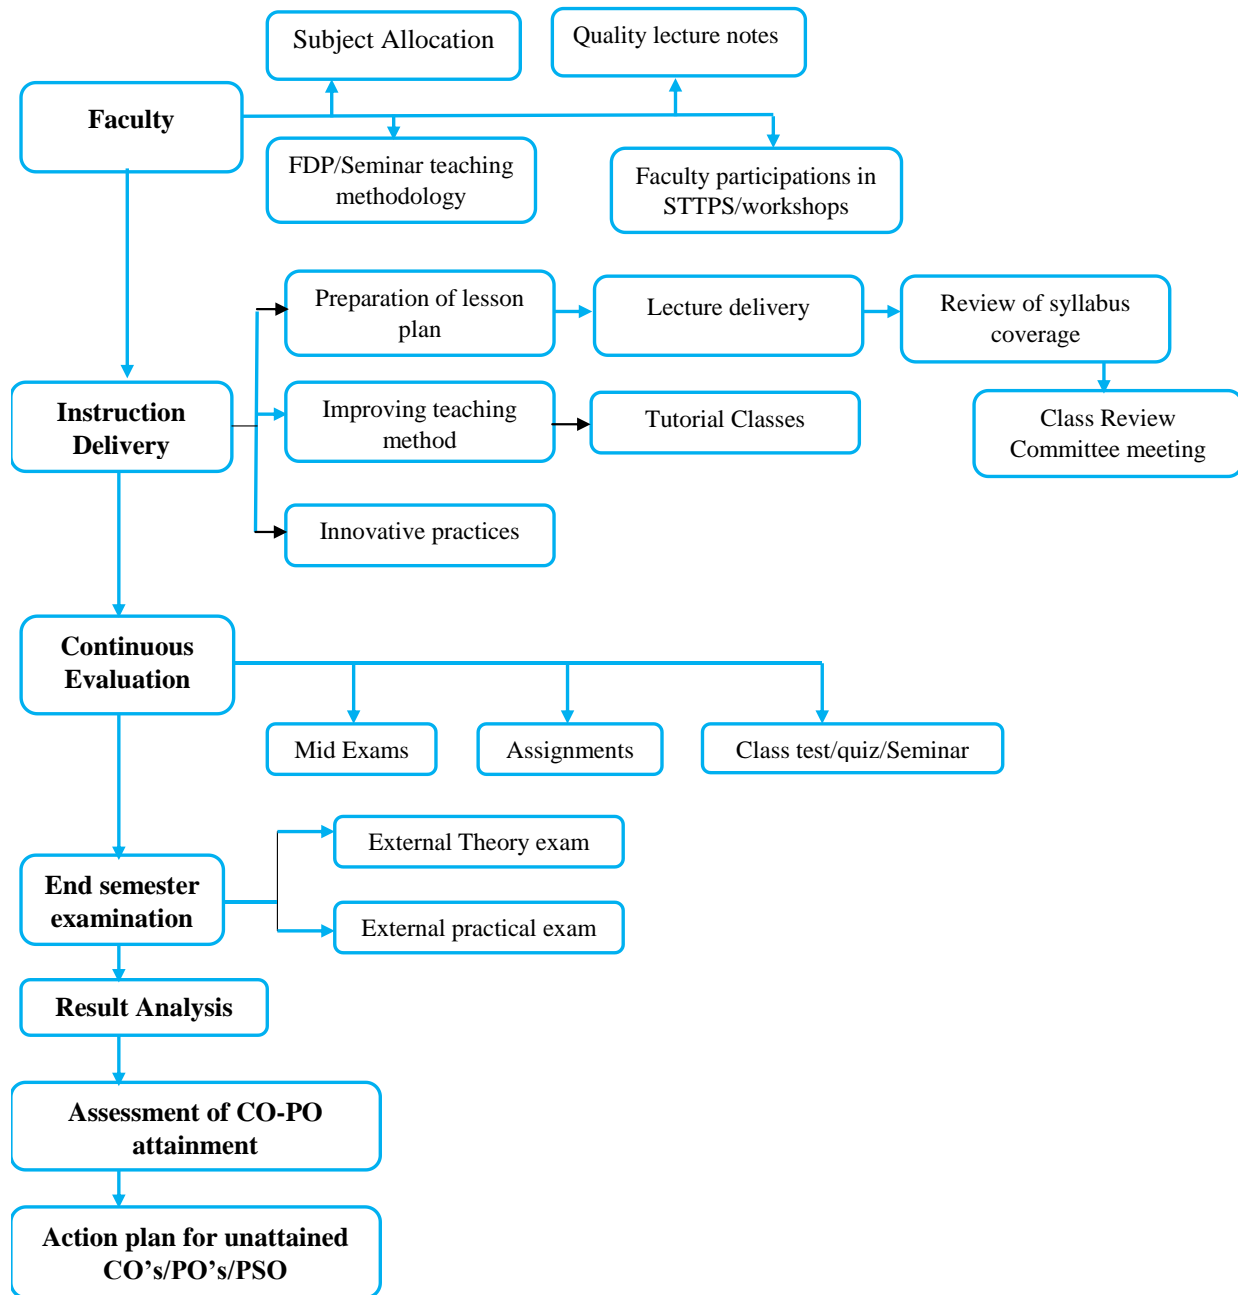 Subject Allocation
Quality lecture notes
Faculty
FDP/Seminar teaching
methodology
Faculty participations in
STTPS/workshops
Preparation of lesson
plan
Lecture delivery
Review of syllabus
coverage
Instruction
Delivery
Improving teaching
method
Tutorial Classes
Class Review
Committee meeting
Innovative practices
Continuous
Evaluation
Mid Exams
Assignments
Class test/quiz/Seminar
External Theory exam
End semester
examination
External practical exam
Result Analysis
Assessment of CO-PO
attainment
Action plan for unattained
CO’s/PO’s/PSO